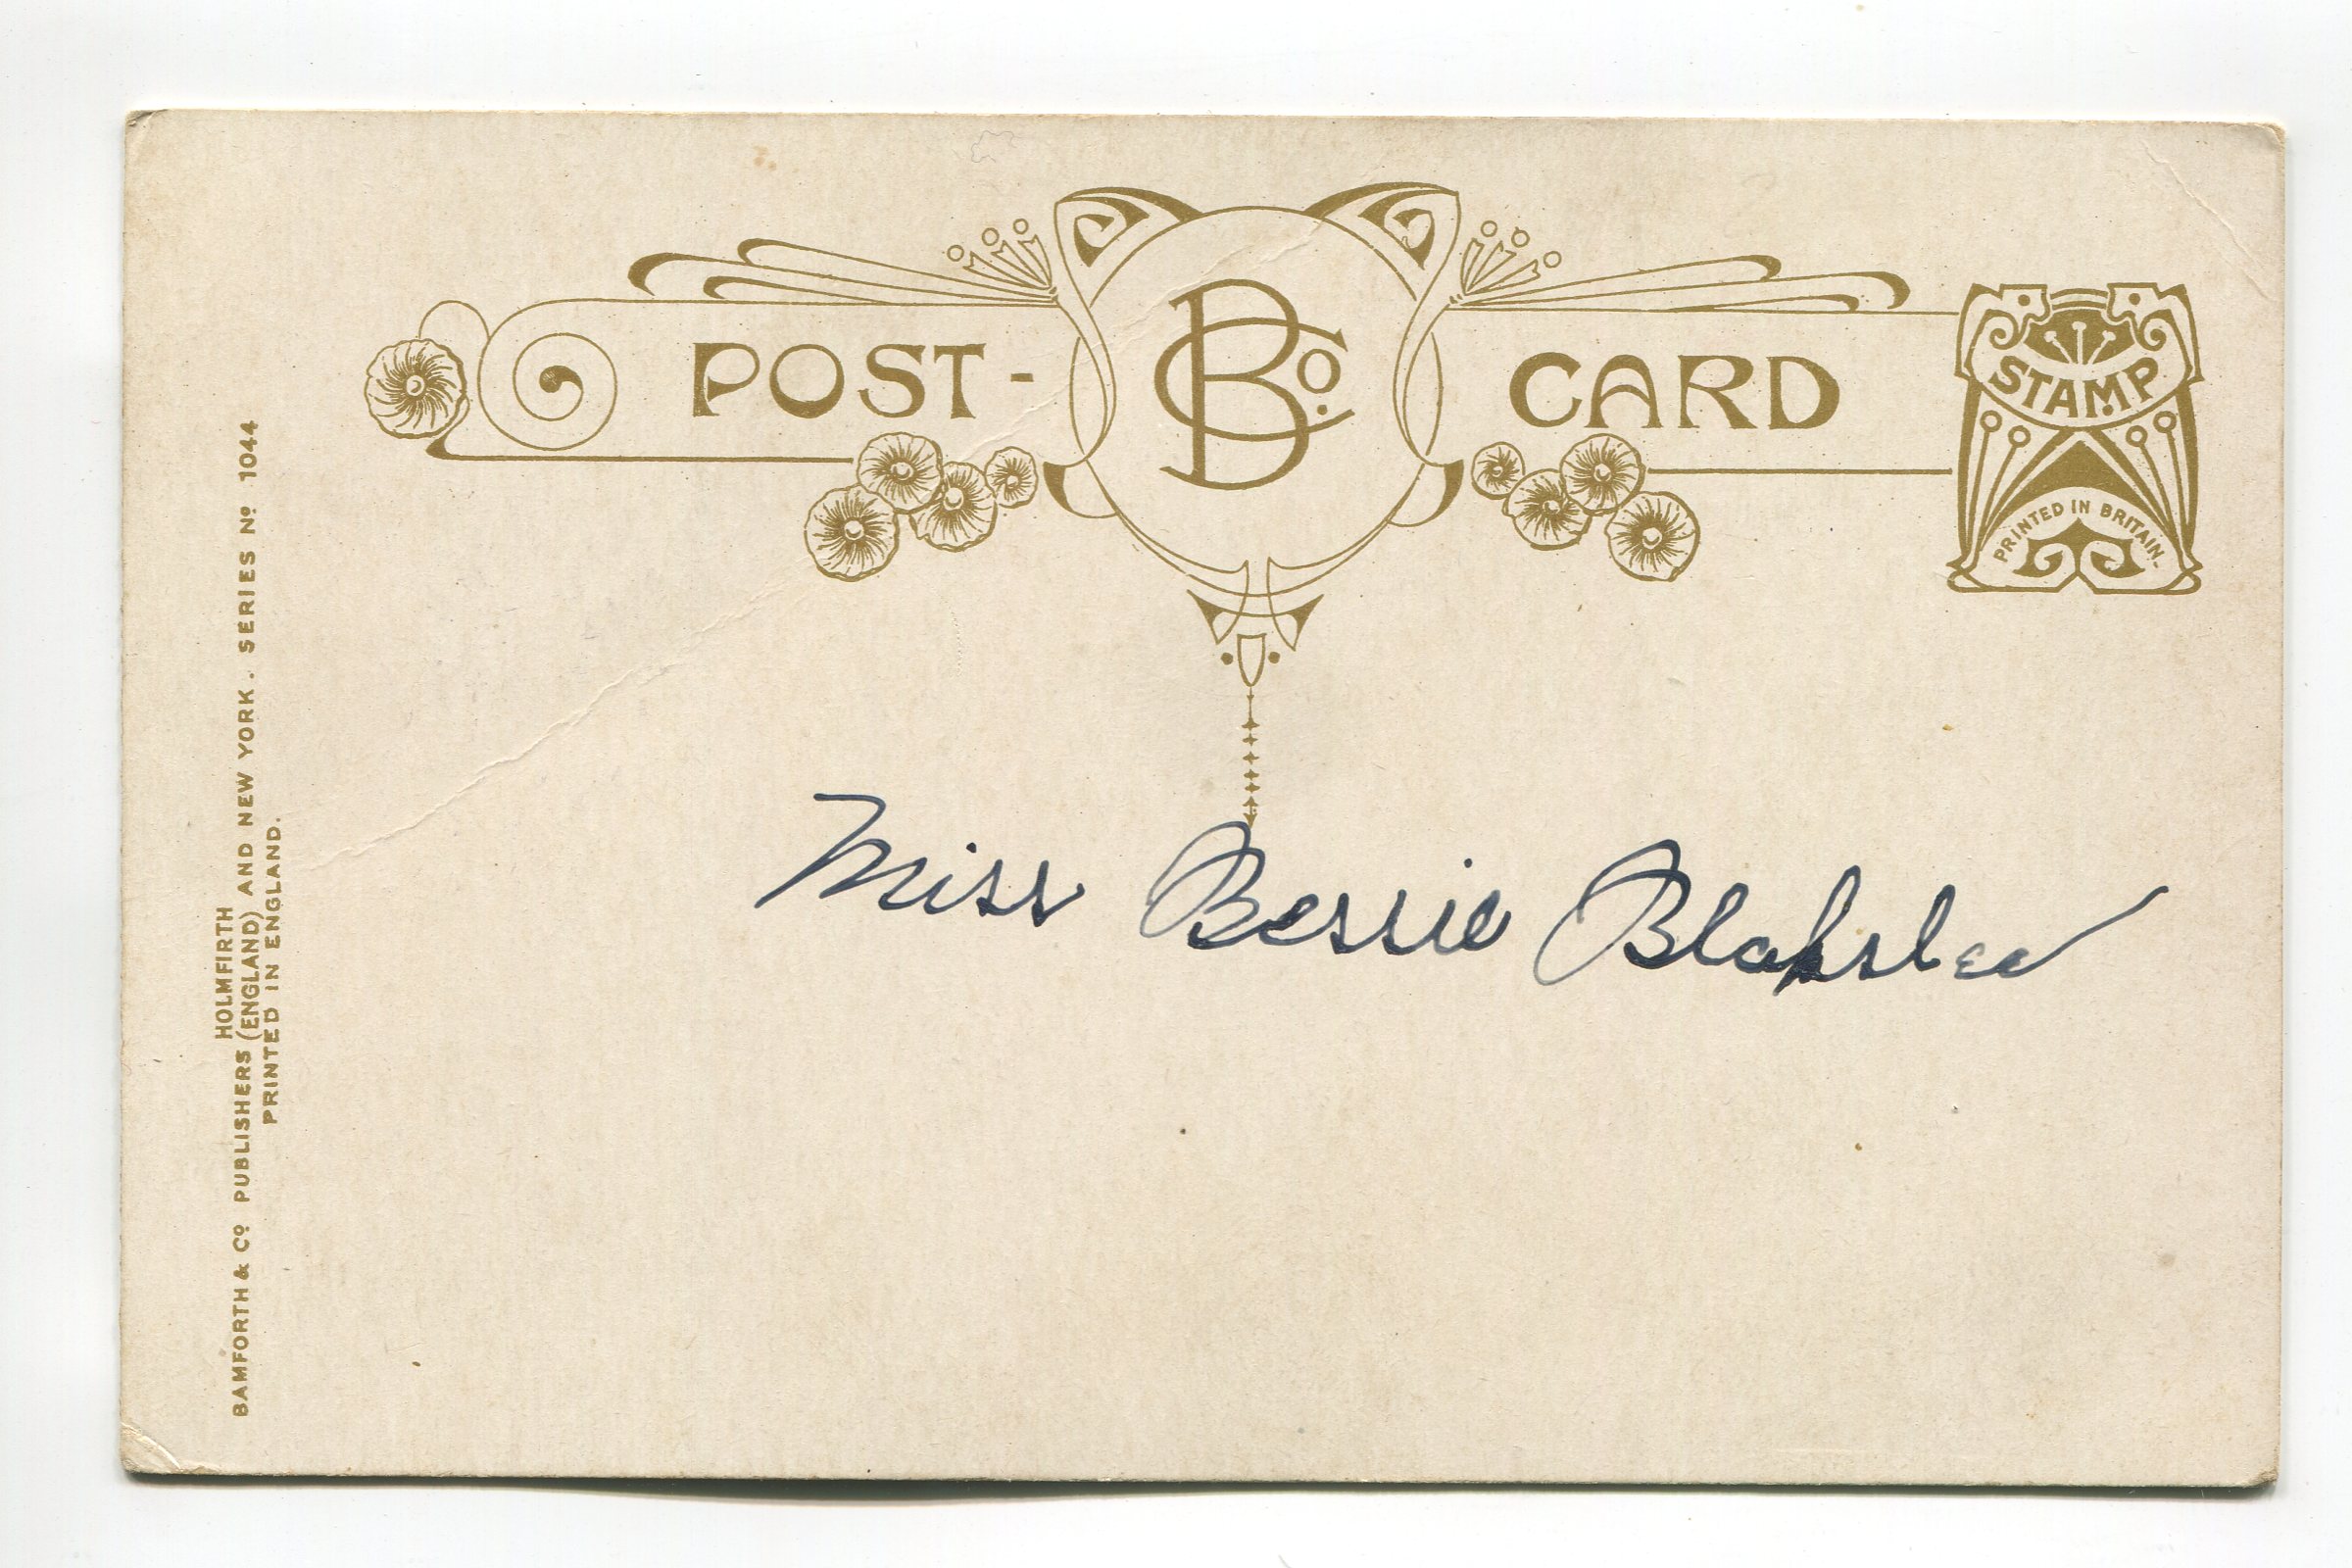 POST-
BCo.
CARD
STAMP
PRINTED IN BRITAIN-
HOLMFIRTH
BAMFORTH & Co PUBLISHERS (ENGLAND) AND NEW YORK. SERIES No 1044
PRINTED IN ENGLAND.
Miss Bessie Blakslee